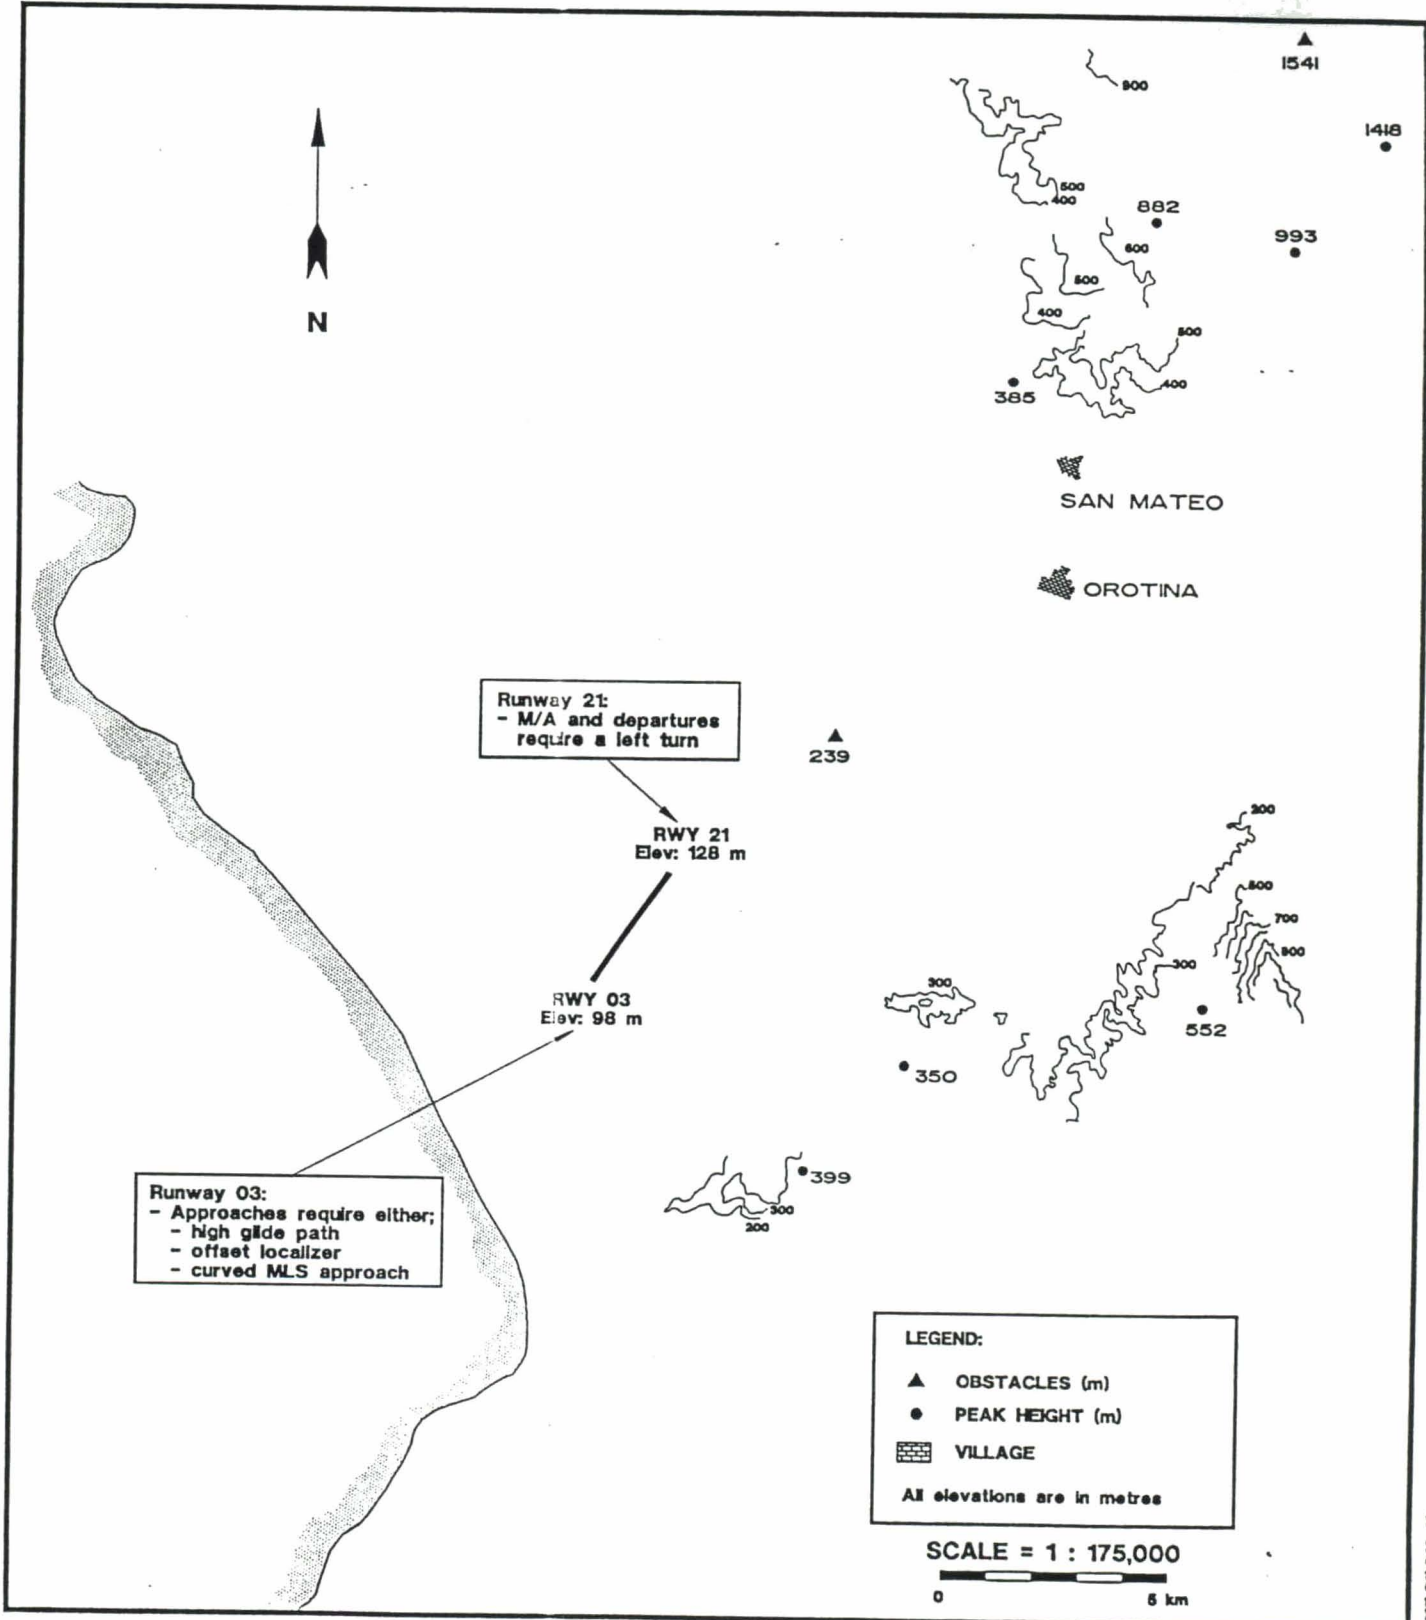 1541
900
1418
500
400
882
993
600
500
400
500
400
385
N
SAN MATEO
OROTINA
Runway 21:
- M/A and departures
require a left turn
239
RWY 21
Elev: 128 m
200
500
700
900
300
552
300
RWY 03
Elev: 98 m
350
399
300
200
Runway 03:
- Approaches require either;
- high glide path
- offset localizer
- curved MLS approach
LEGEND:
OBSTACLES (m)
PEAK HEIGHT (m)
VILLAGE
All elevations are in metres
SCALE = 1 : 175,000
0
5 km